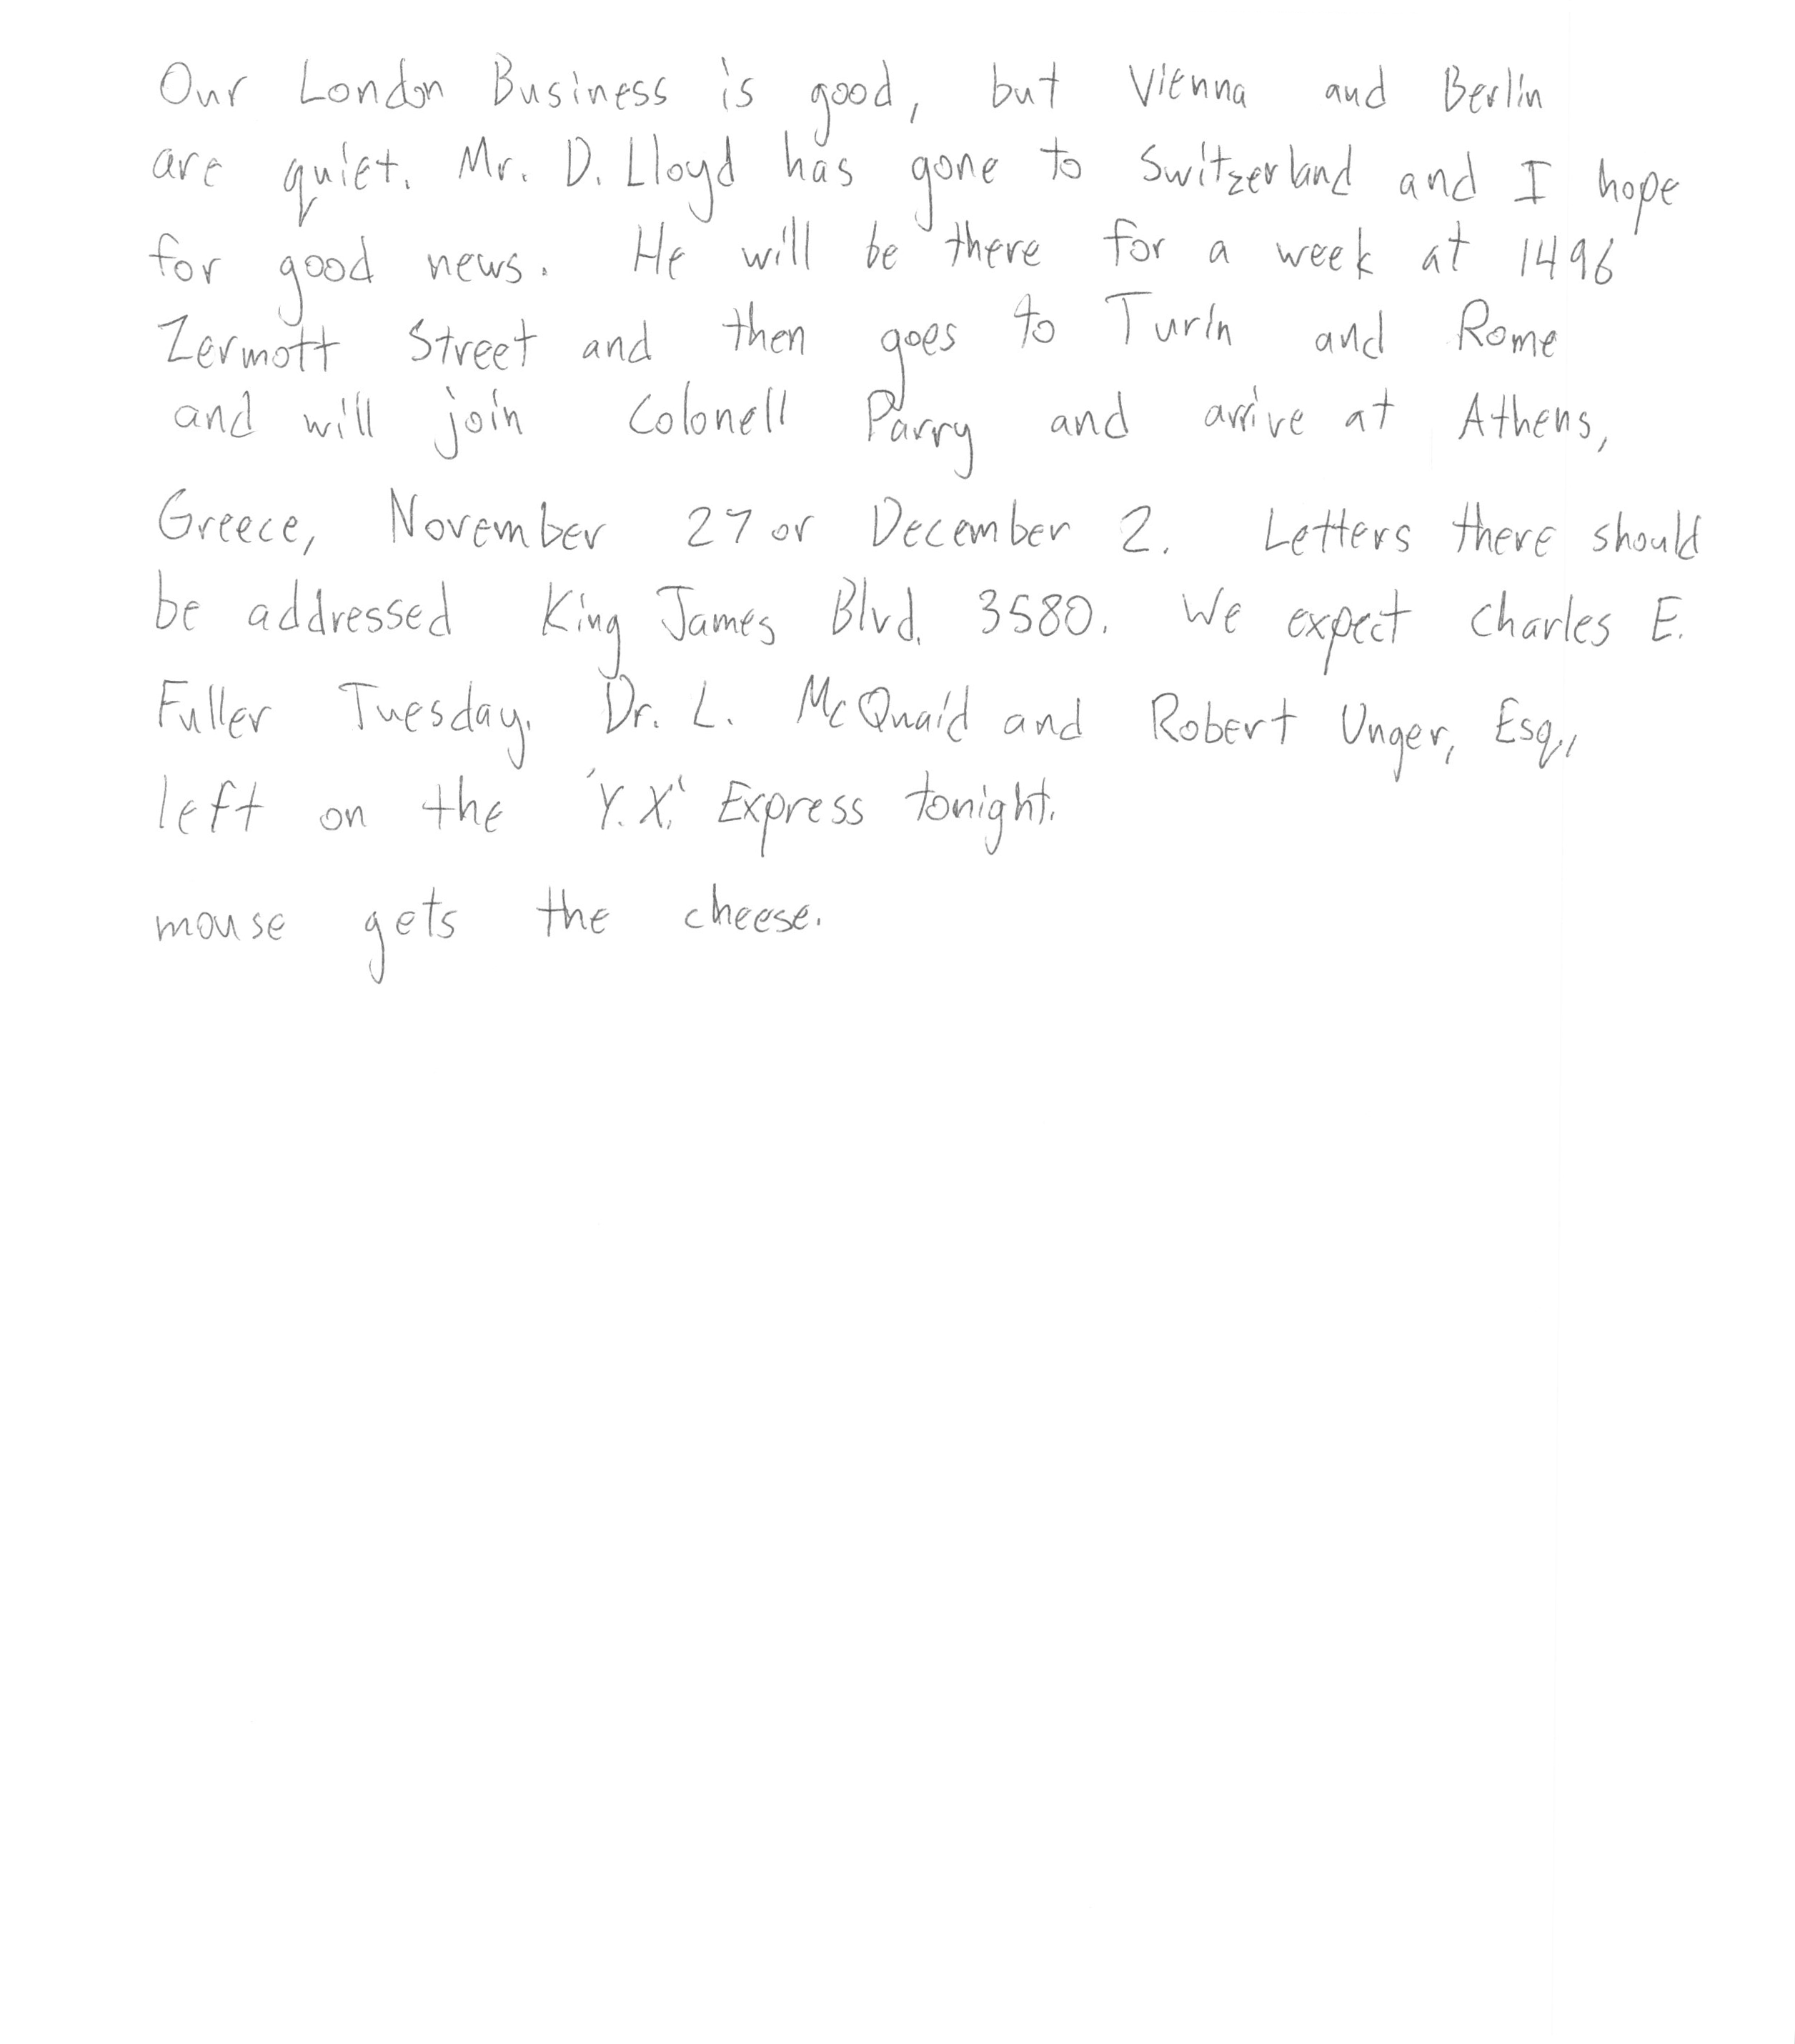 Our London Business is good, but Vienna and Berlin
are quiet. Mr. D. Lloyd has gone to Switzerland and I hope
for good news. He will be there for a week at 1496
Zermott Street and then goes to Turin and Rome
and will join Colonell Parry and arrive at Athens,
Greece, November 27 or December 2. Letters there should
be addressed King James Blvd. 3580. We expect Charles E.
Fuller Tuesday. Dr. L. McQuaid and Robert Unger, Esq.,
left on the 'Y.X.' Express tonight.
mouse gets the cheese.